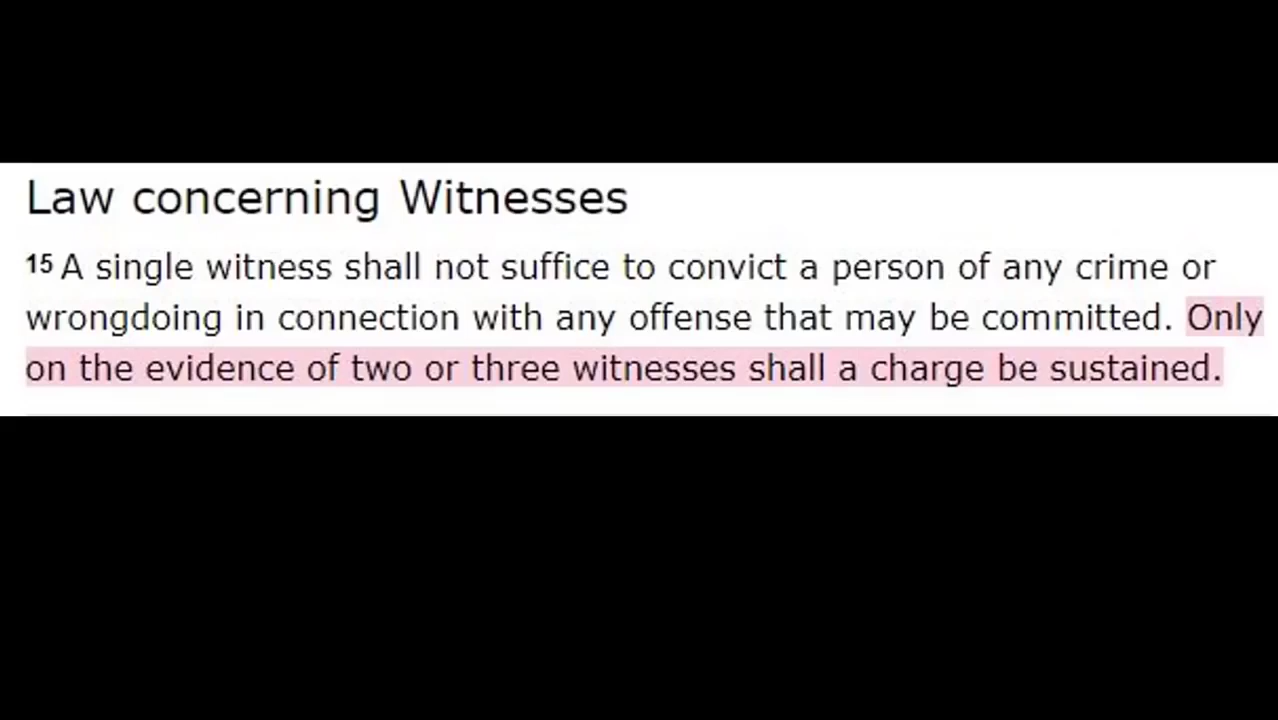 Law concerning Witnesses
15 A single witness shall not suffice to convict a person of any crime or
wrongdoing in connection with any offense that may be committed. Only
on the evidence of two or three witnesses shall a charge be sustained.